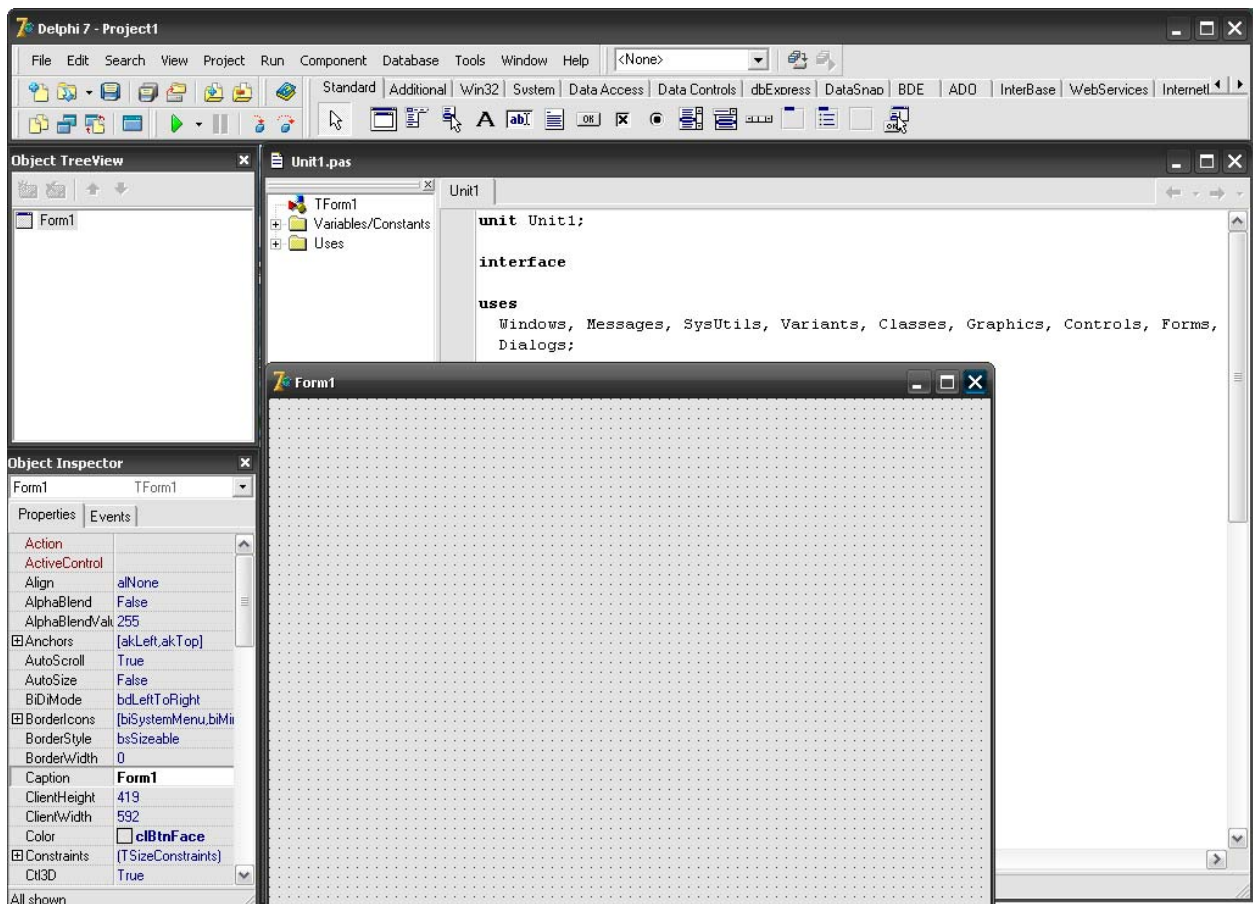 Delphi 7 - Project1
File Edit Search View Project Run Component Database Tools Window Help <None>
Standard Additional Win32 System Data Access Data Controls dbExpress DataSnap BDE ADO InterBase WebServices
Object TreeView
Form1
Unit1.pas
TForm1
Variables/Constants
Uses
Unit1
unit Unit1;
interface
uses
Windows, Messages, SysUtils, Variants, Classes, Graphics, Controls, Forms,
Dialogs;
Form1
Object Inspector
Form1 TForm1
Properties Events
Action
ActiveControl
Align alNone
AlphaBlend False
AlphaBlendValu 255
Anchors [akLeft,akTop]
AutoScroll True
AutoSize False
BiDiMode bdLeftToRight
BorderIcons [biSystemMenu,biMin
BorderStyle bsSizeable
BorderWidth 0
Caption Form1
ClientHeight 419
ClientWidth 592
Color clBtnFace
Constraints (TSizeConstraints)
Ctl3D True
All shown